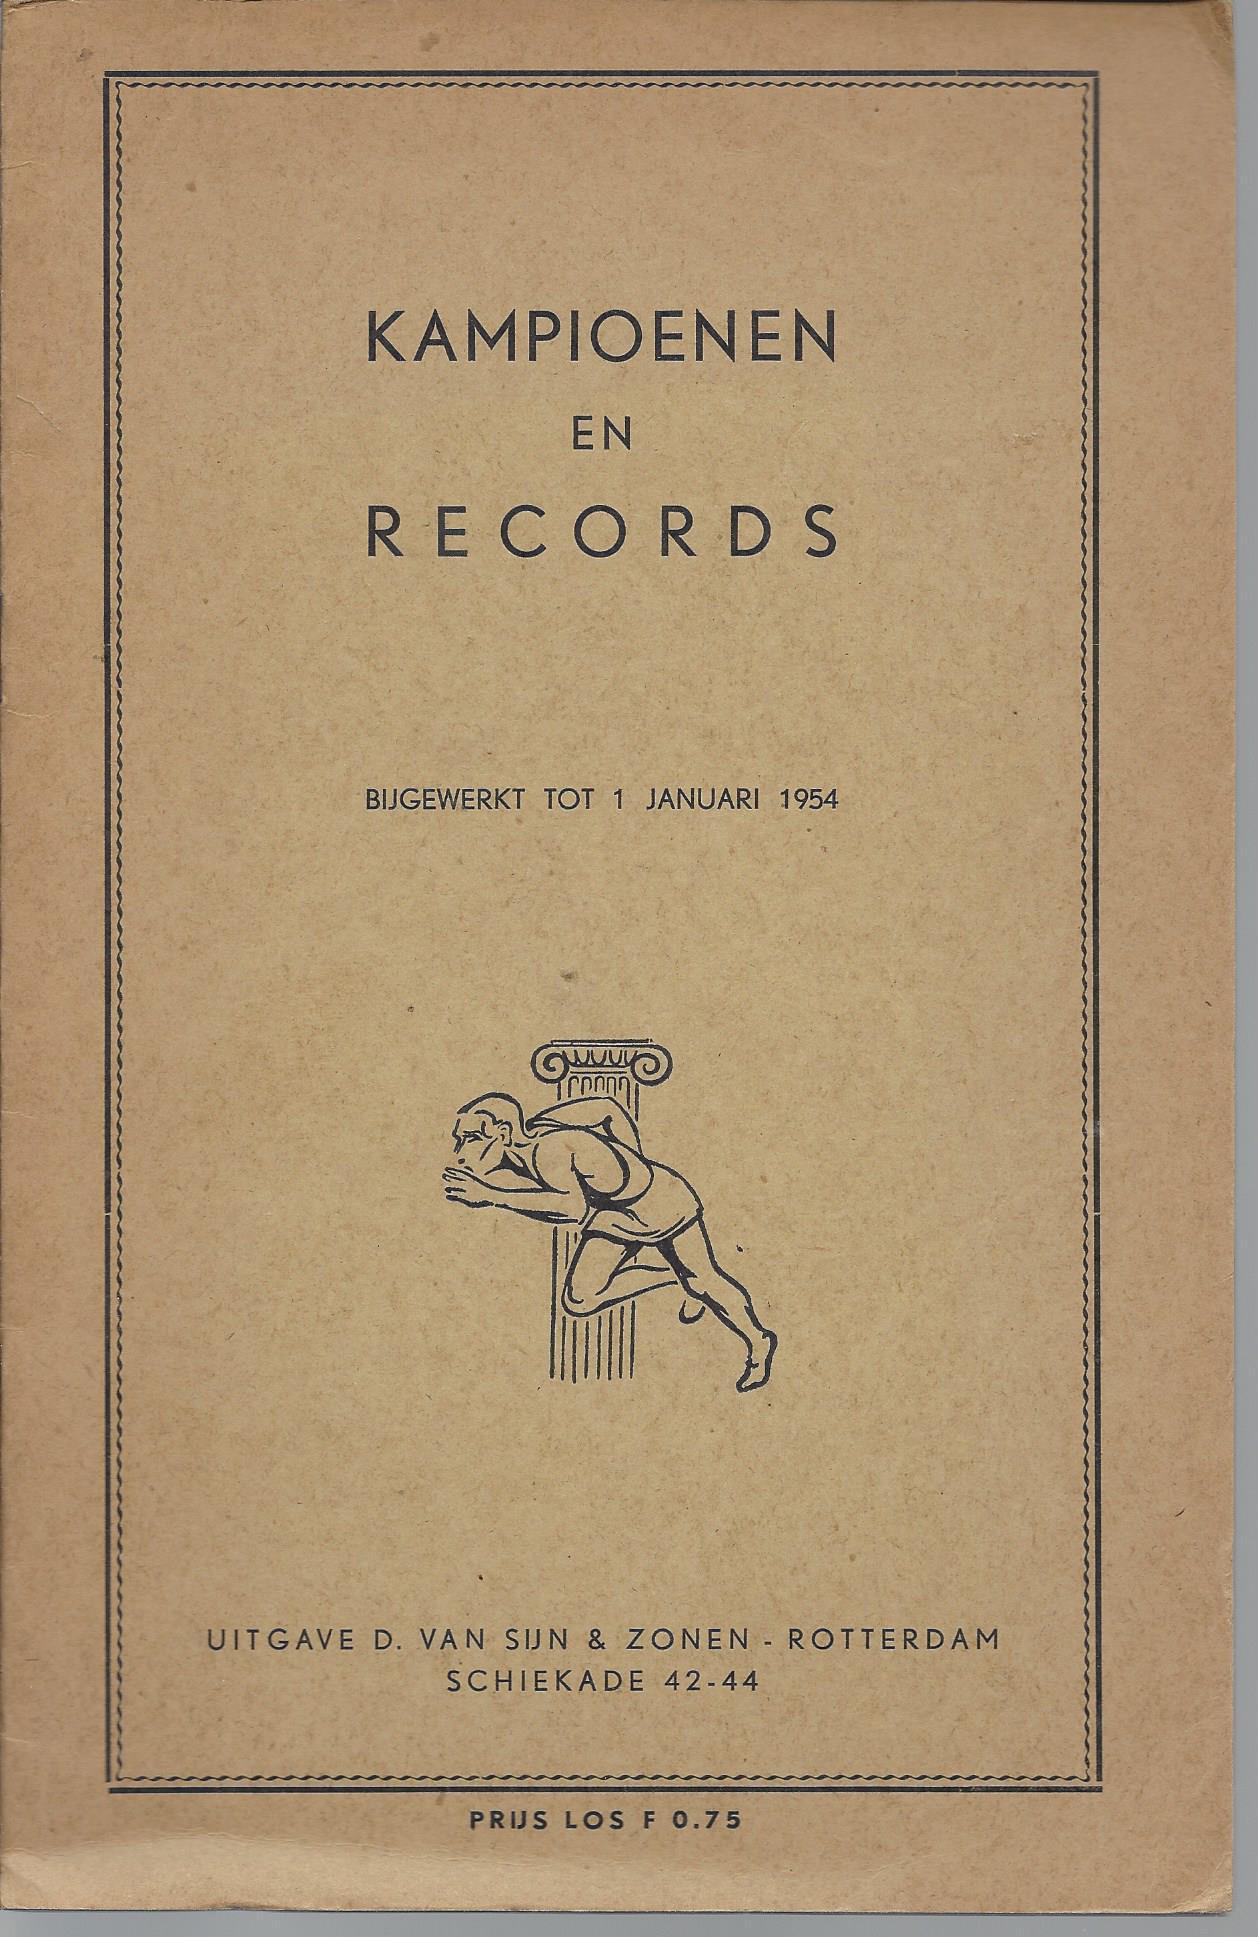 KAMPIOENEN
EN
RECORDS
BIJGEWERKT TOT 1 JANUARI 1954
UITGAVE D. VAN SIJN & ZONEN - ROTTERDAM
SCHIEKADE 42-44
PRIJS LOS F 0.75